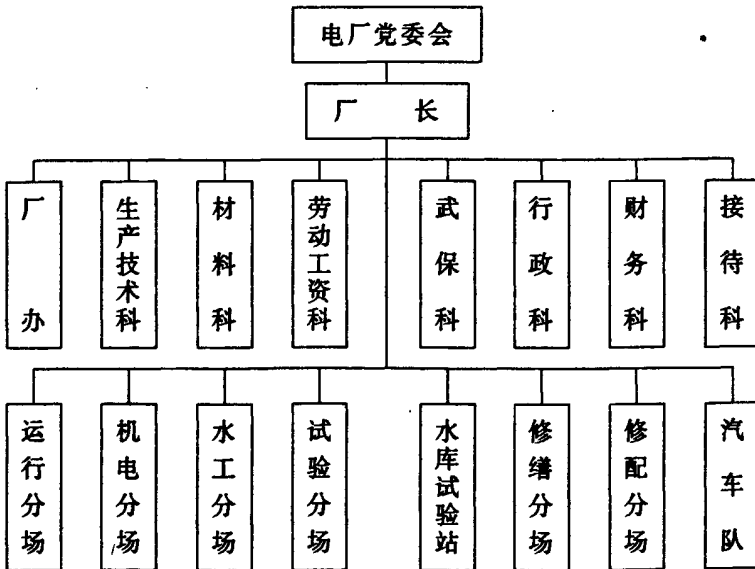 电厂党委会
厂长
厂办
生产技术科
材料科
劳动工资科
武保科
行政科
财务科
接待科
运行分场
机电分场
水工分场
试验分场
水库试验站
修缮分场
修配分场
汽车队